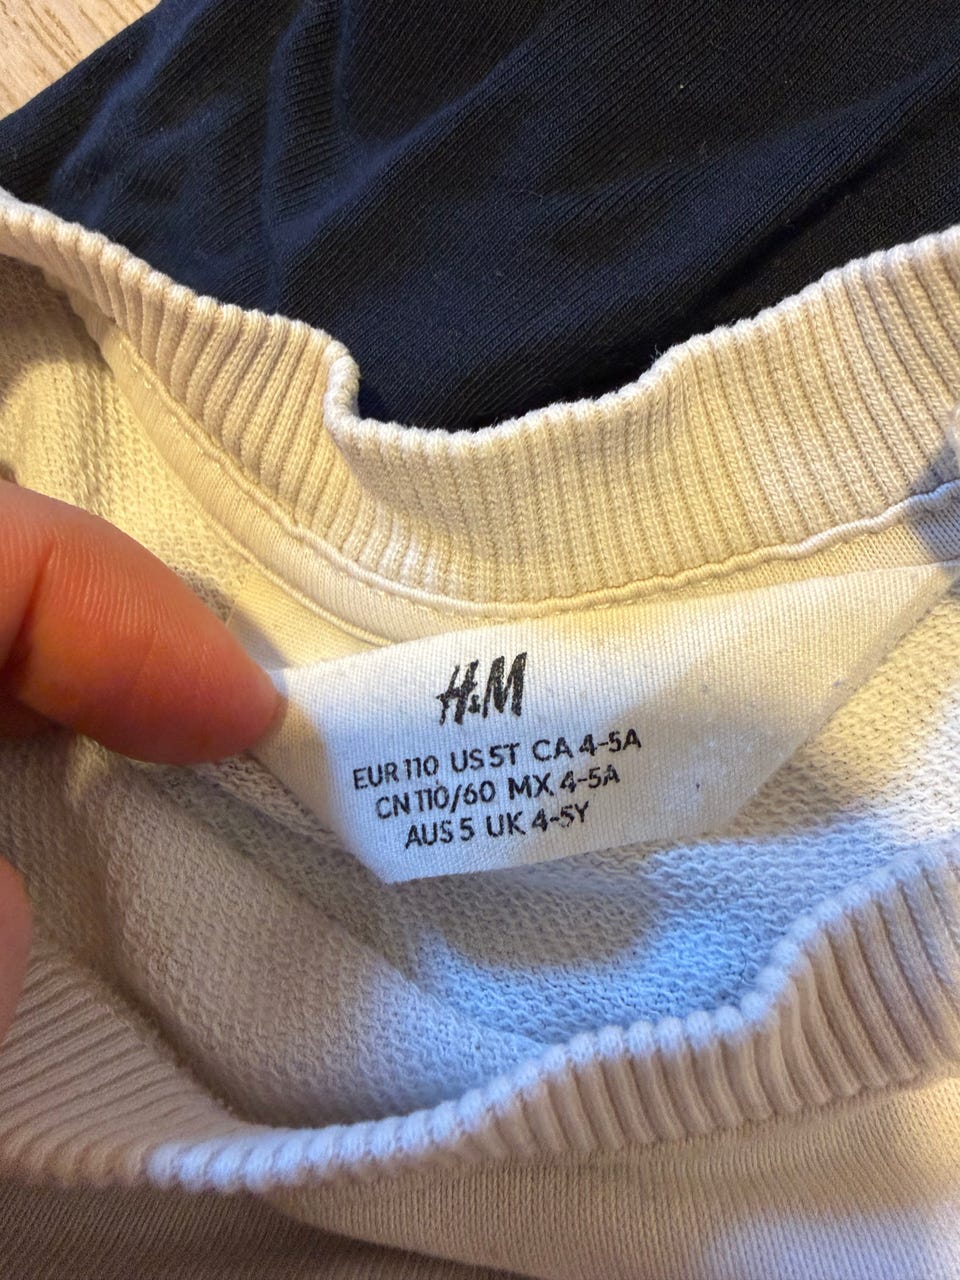 H&M
EUR 110 US 5T CA 4-5A
CN 110/60 MX 4-5A
AUS 5 UK 4-5Y